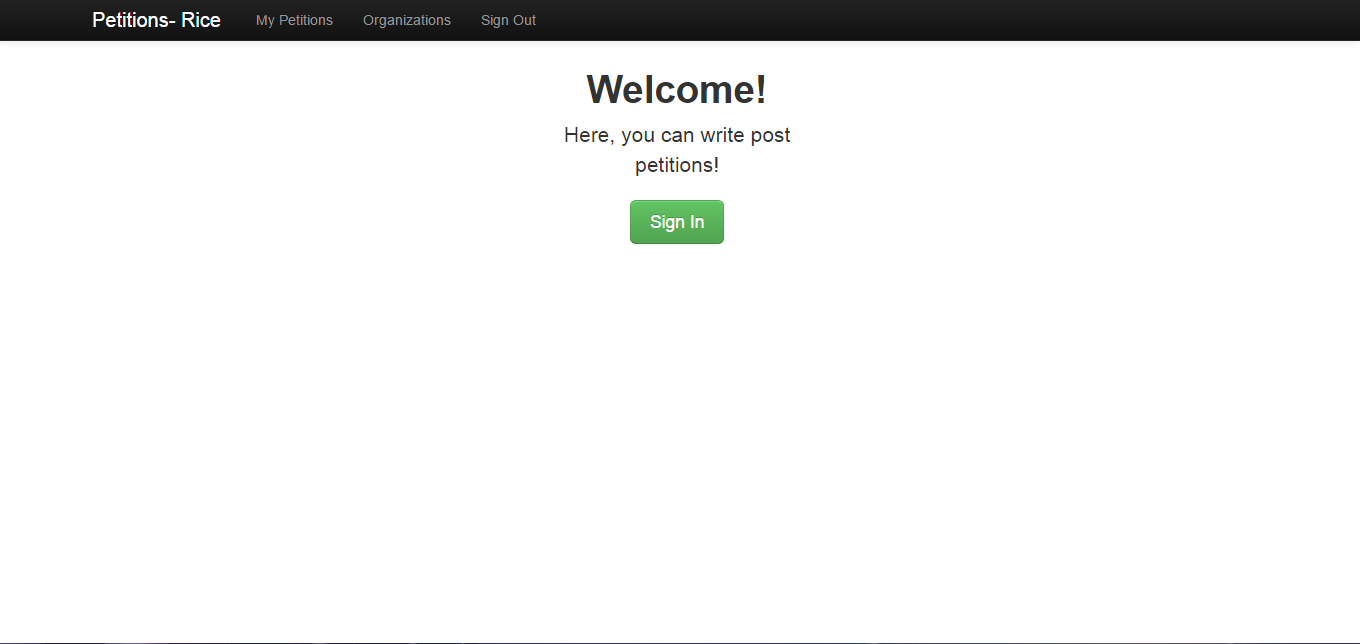 Petitions- Rice My Petitions Organizations Sign Out
Welcome!
Here, you can write post
petitions!
Sign In